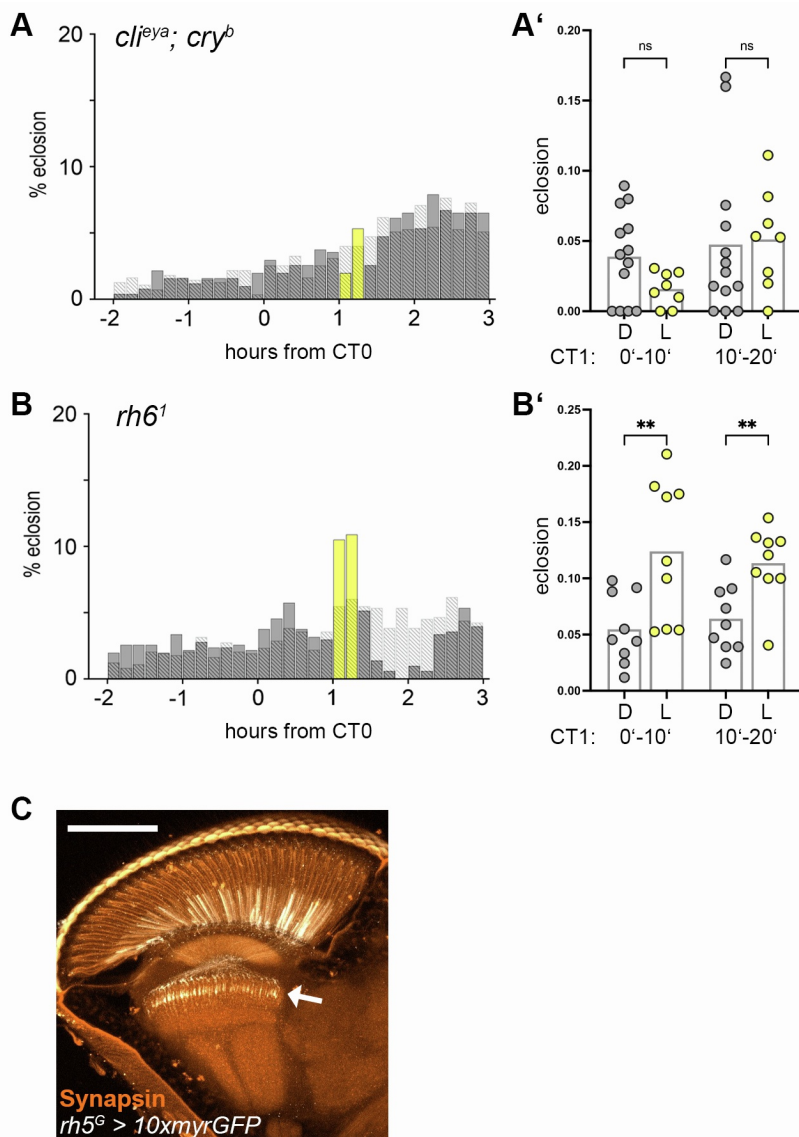 A
cli^eya; cry^b
20
10
0
% eclosion
-2 -1 0 1 2 3
hours from CT0
A‘
0.20
0.15
0.10
0.05
0.00
eclosion
ns ns
D L D L
CT1: 0‘-10‘ 10‘-20‘
B
rh6^1
20
10
0
% eclosion
-2 -1 0 1 2 3
hours from CT0
B‘
0.25
0.20
0.15
0.10
0.05
0.00
eclosion
** **
D L D L
CT1: 0‘-10‘ 10‘-20‘
C
Synapsin
rh5^G > 10xmyrGFP